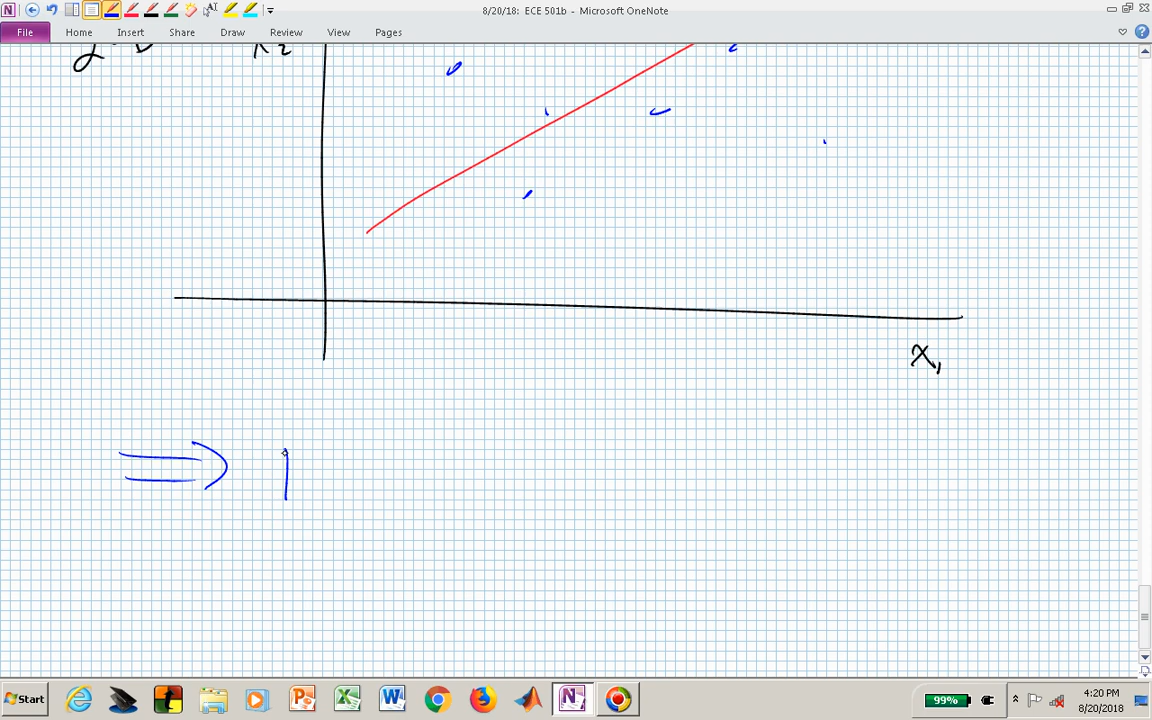 8/20/18: ECE 501b - Microsoft OneNote
File Home Insert Share Draw View Review Pages
x2
x1
⇒
99% 4:20 PM
8/20/2018
Start